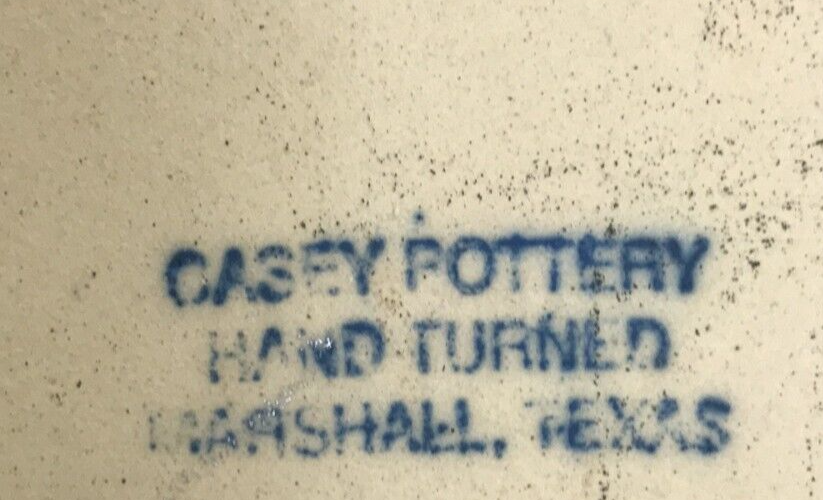 CASEY POTTERY
HAND TURNED
MARSHALL, TEXAS